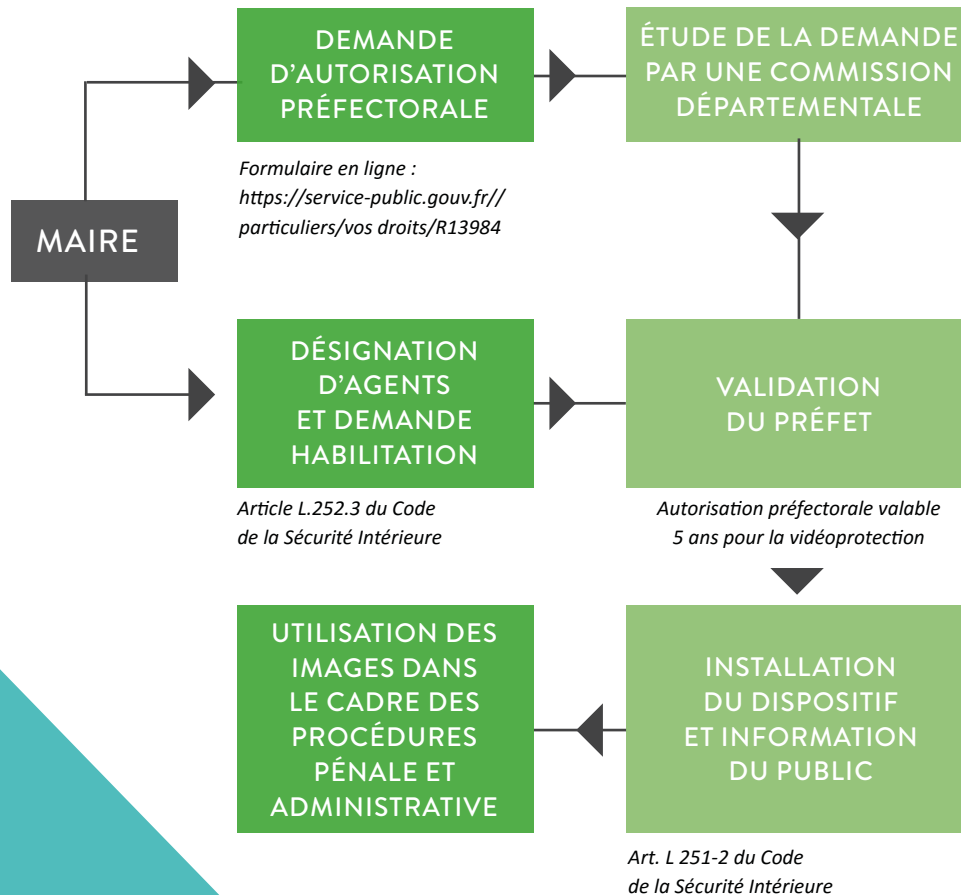 MAIRE
DEMANDE
D’AUTORISATION
PRÉFECTORALE
Formulaire en ligne :
https://service-public.gouv.fr//
particuliers/vos droits/R13984
ÉTUDE DE LA DEMANDE
PAR UNE COMMISSION
DÉPARTEMENTALE
DÉSIGNATION
D’AGENTS
ET DEMANDE
HABILITATION
Article L.252.3 du Code
de la Sécurité Intérieure
VALIDATION
DU PRÉFET
Autorisation préfectorale valable
5 ans pour la vidéoprotection
UTILISATION DES
IMAGES DANS
LE CADRE DES
PROCÉDURES
PÉNALE ET
ADMINISTRATIVE
INSTALLATION
DU DISPOSITIF
ET INFORMATION
DU PUBLIC
Art. L 251-2 du Code
de la Sécurité Intérieure